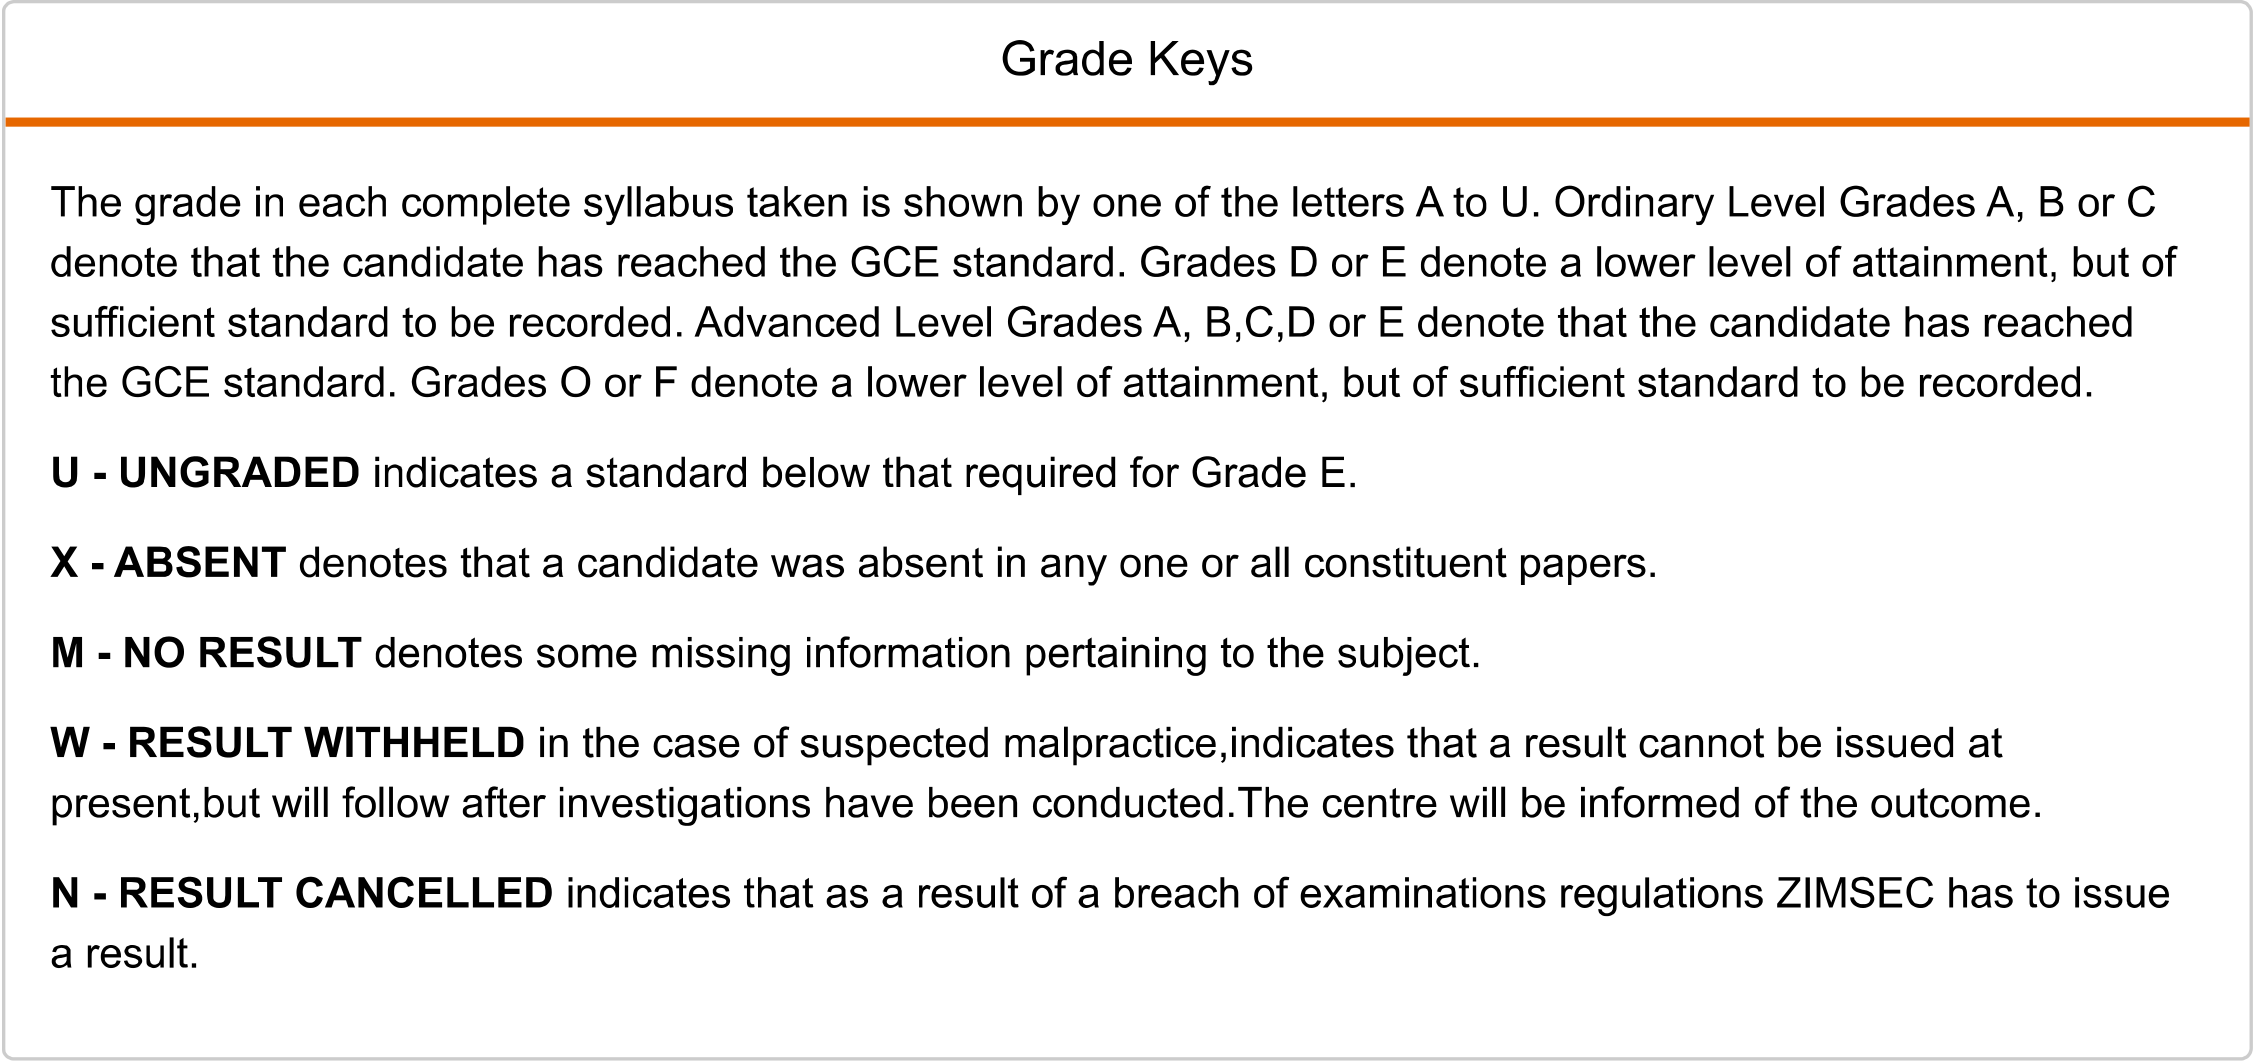 Grade Keys
The grade in each complete syllabus taken is shown by one of the letters A to U. Ordinary Level Grades A, B or C
denote that the candidate has reached the GCE standard. Grades D or E denote a lower level of attainment, but of
sufficient standard to be recorded. Advanced Level Grades A, B,C,D or E denote that the candidate has reached
the GCE standard. Grades O or F denote a lower level of attainment, but of sufficient standard to be recorded.
U - UNGRADED indicates a standard below that required for Grade E.
X - ABSENT denotes that a candidate was absent in any one or all constituent papers.
M - NO RESULT denotes some missing information pertaining to the subject.
W - RESULT WITHHELD in the case of suspected malpractice,indicates that a result cannot be issued at
present,but will follow after investigations have been conducted.The centre will be informed of the outcome.
N - RESULT CANCELLED indicates that as a result of a breach of examinations regulations ZIMSEC has to issue
a result.